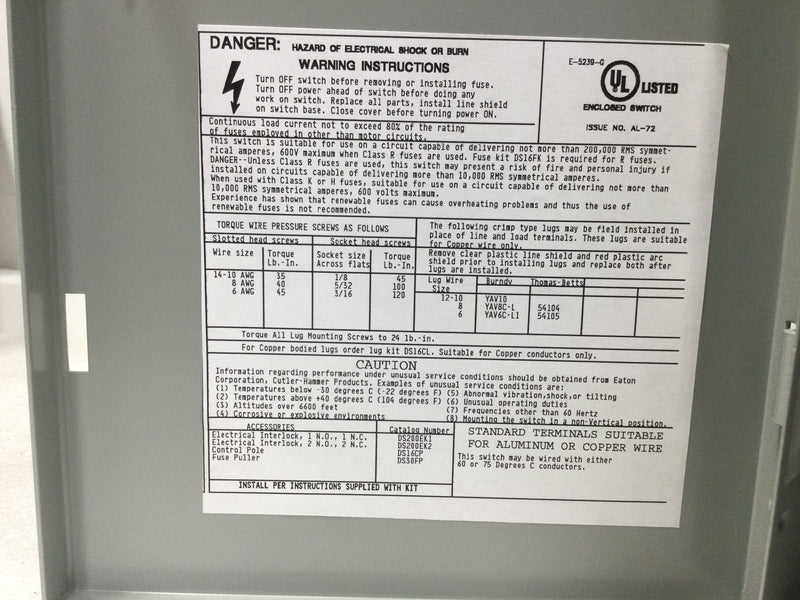 DANGER: HAZARD OF ELECTRICAL SHOCK OR BURN
WARNING INSTRUCTIONS
Turn OFF switch before removing or installing fuse.
Turn OFF power ahead of switch before doing any
work on switch. Replace all parts, install line shield
on switch base. Close cover before turning power ON.
E-5239-G
UL LISTED
ENCLOSED SWITCH
ISSUE NO. AL-72
Continuous load current not to exceed 80% of the rating
of fuses employed in other than motor circuits.
This switch is suitable for use on a circuit capable of delivering not more than 200,000 RMS symmet-
rical amperes, 600V maximum when Class R fuses are used. Fuse kit DS16FK is required for R fuses.
DANGER--Unless Class R fuses are used, this switch may present a risk of fire and personal injury if
installed on circuits capable of delivering more than 10,000 RMS symmetrical amperes.
When used with Class K or H fuses, suitable for use on a circuit capable of delivering not more than
10,000 RMS symmetrical amperes, 600 volts maximum.
Experience has shown that renewable fuses can cause overheating problems and thus the use of
renewable fuses is not recommended.
TORQUE WIRE PRESSURE SCREWS AS FOLLOWS
Slotted head screws Socket head screws
Wire size Torque Lb.-In. Socket size Across flats Torque Lb.-In.
14-10 AWG 35 1/8 45
8 AWG 40 5/32 100
6 AWG 45 3/16 120
The following crimp type lugs may be field installed in
place of line and load terminals. These lugs are suitable
for Copper wire only.
Remove clear plastic line shield and red plastic arc
shield prior to installing lugs and replace both after
lugs are installed.
Lug Wire Size Burndy Thomas-Betts
12-10 YAV10
8 YAV8C-L 54104
6 YAV6C-L1 54105
Torque All Lug Mounting Screws to 24 lb.-in.
For Copper bodied lugs order lug kit DS16CL. Suitable for Copper conductors only.
CAUTION
Information regarding performance under unusual service conditions should be obtained from Eaton
Corporation, Cutler-Hammer Products. Examples of unusual service conditions are:
(1) Temperatures below -30 degrees C (-22 degrees F) (5) Abnormal vibration,shock,or tilting
(2) Temperatures above +40 degrees C (104 degrees F) (6) Unusual operating duties
(3) Altitudes over 6600 feet (7) Frequencies other than 60 Hertz
(4) Corrosive or explosive environments (8) Mounting the switch in a non-Vertical position.
ACCESSORIES Catalog Number
Electrical Interlock, 1 N.O., 1 N.C. DS200EK1
Electrical Interlock, 2 N.O., 2 N.C. DS200EK2
Control Pole DS16CP
Fuse Puller DS30FP
INSTALL PER INSTRUCTIONS SUPPLIED WITH KIT
STANDARD TERMINALS SUITABLE
FOR ALUMINUM OR COPPER WIRE
This switch may be wired with either
60 or 75 Degrees C conductors.